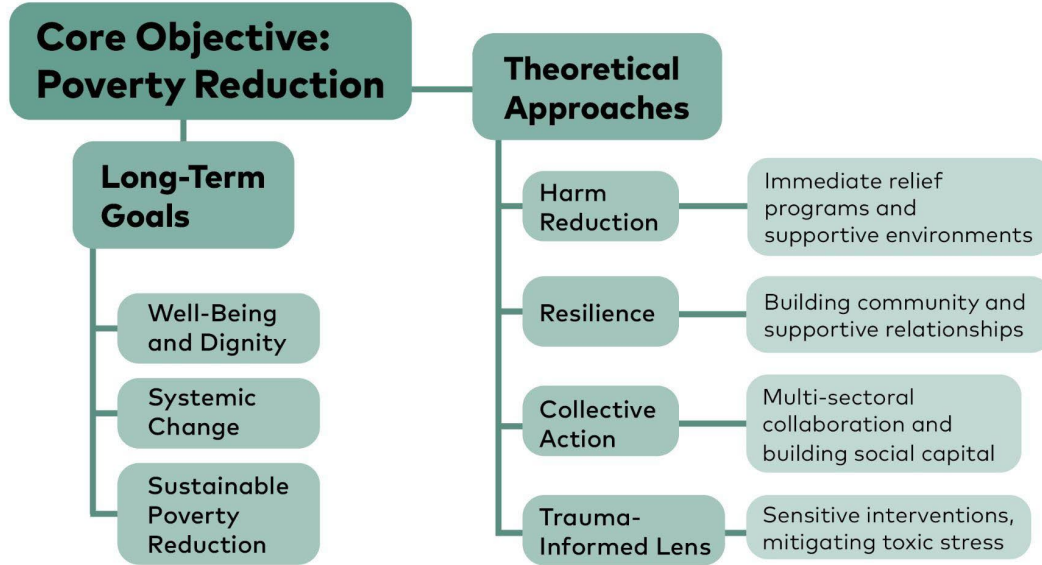 Core Objective:
Poverty Reduction
Long-Term
Goals
Well-Being
and Dignity
Systemic
Change
Sustainable
Poverty
Reduction
Theoretical
Approaches
Harm
Reduction
Immediate relief
programs and
supportive environments
Resilience
Building community and
supportive relationships
Collective
Action
Multi-sectoral
collaboration and
building social capital
Trauma-
Informed Lens
Sensitive interventions,
mitigating toxic stress